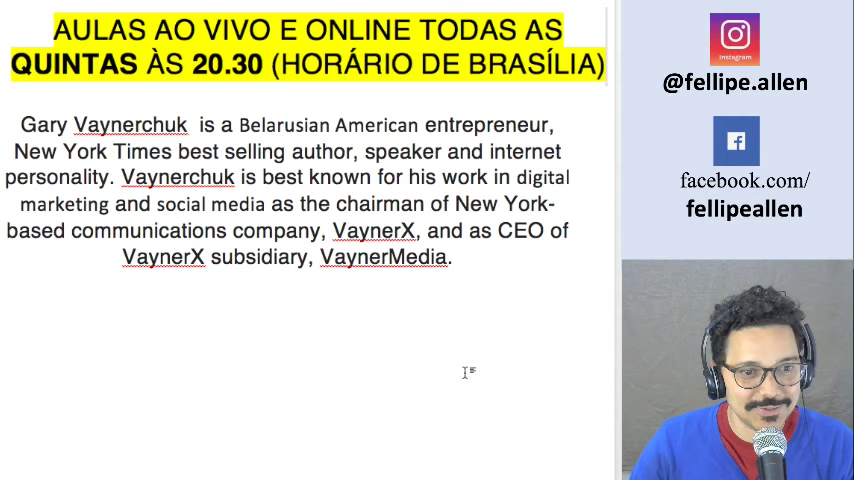 AULAS AO VIVO E ONLINE TODAS AS
QUINTAS ÀS 20.30 (HORÁRIO DE BRASÍLIA)
Gary Vaynerchuk is a Belarusian American entrepreneur,
New York Times best selling author, speaker and internet
personality. Vaynerchuk is best known for his work in digital
marketing and social media as the chairman of New York-
based communications company, VaynerX, and as CEO of
VaynerX subsidiary, VaynerMedia.
Instagram
@fellipe.allen
facebook.com/
fellipeallen